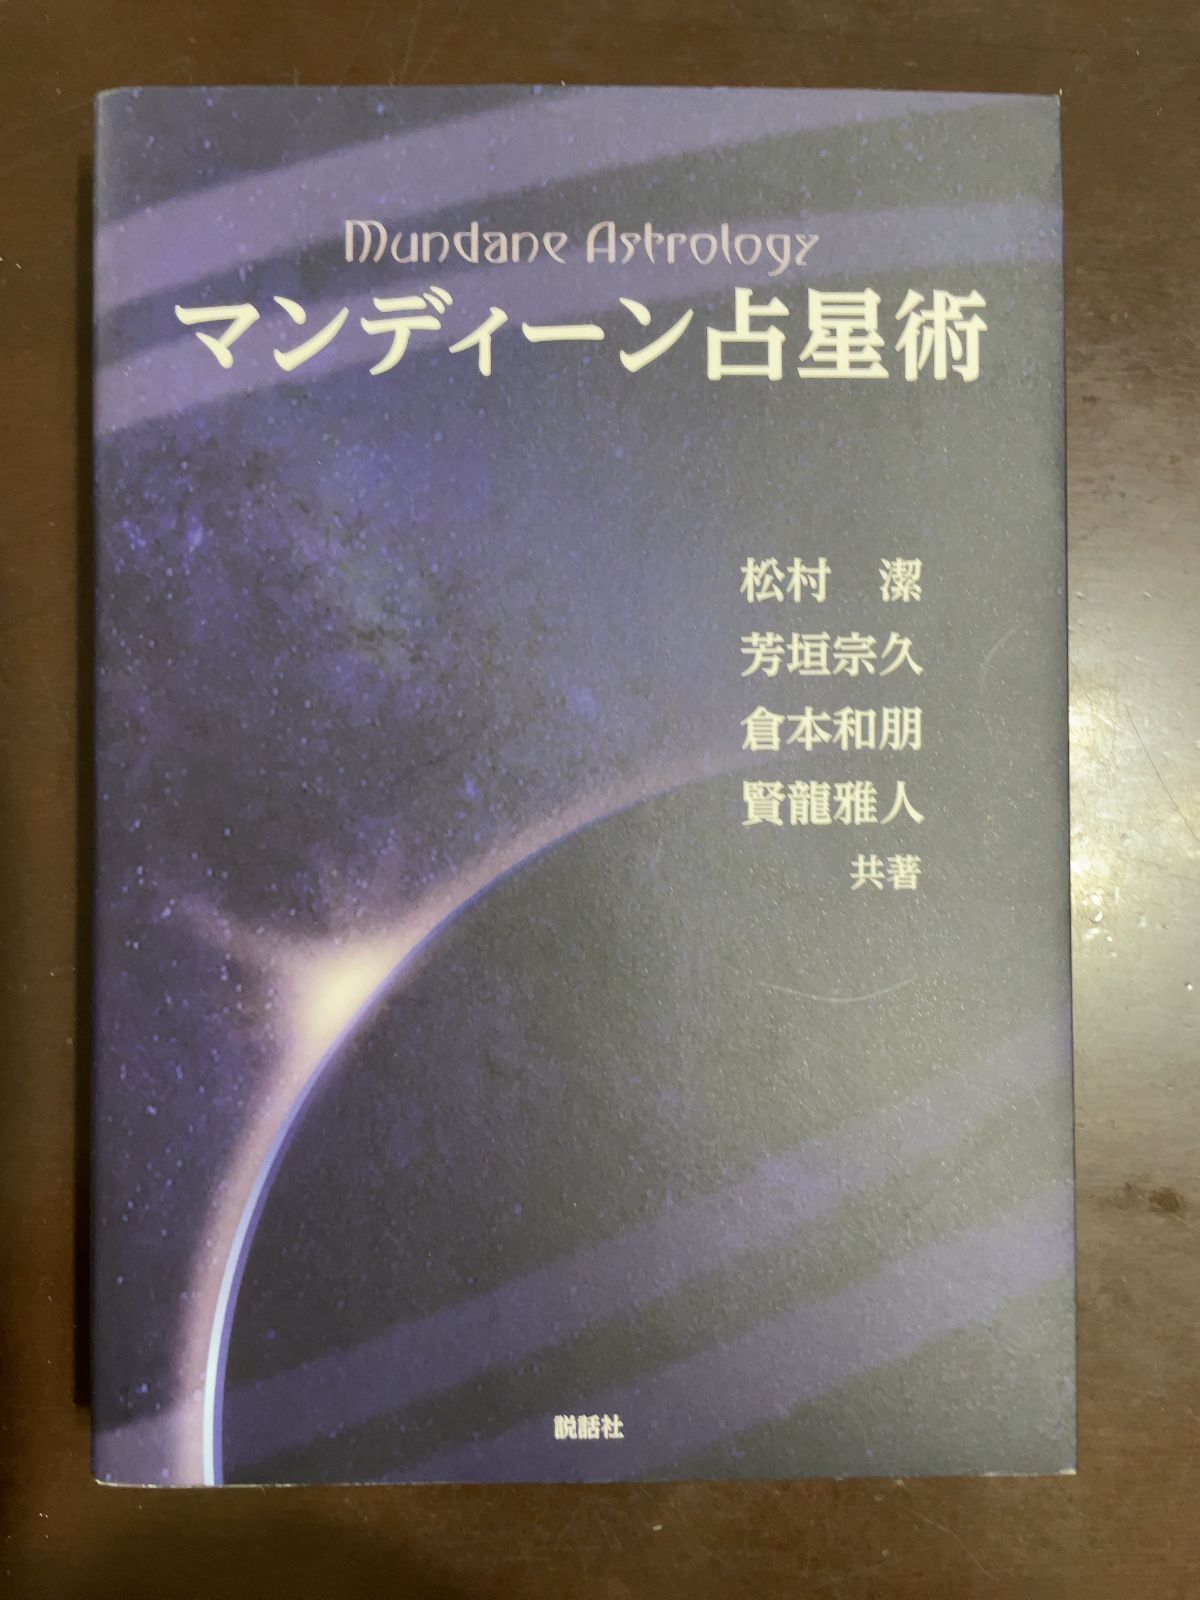 Mundane Astrology
マンディーン占星術
松村　潔
芳垣宗久
倉本和朋
賢龍雅人
共著
説話社